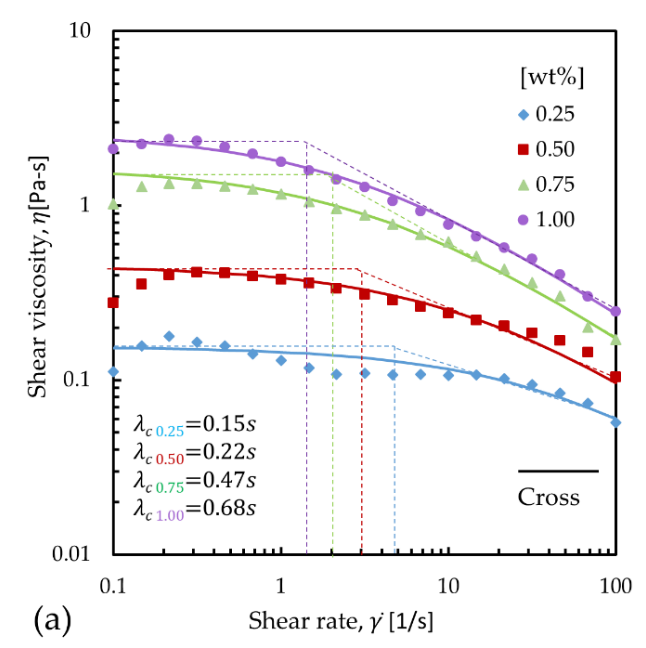 10
[wt%]
0.25
0.50
0.75
1.00
1
0.1
0.01
Shear viscosity, η[Pa-s]
λc 0.25=0.15s
λc 0.50=0.22s
λc 0.75=0.47s
λc 1.00=0.68s
Cross
0.1 1 10 100
(a) Shear rate, γ̇ [1/s]